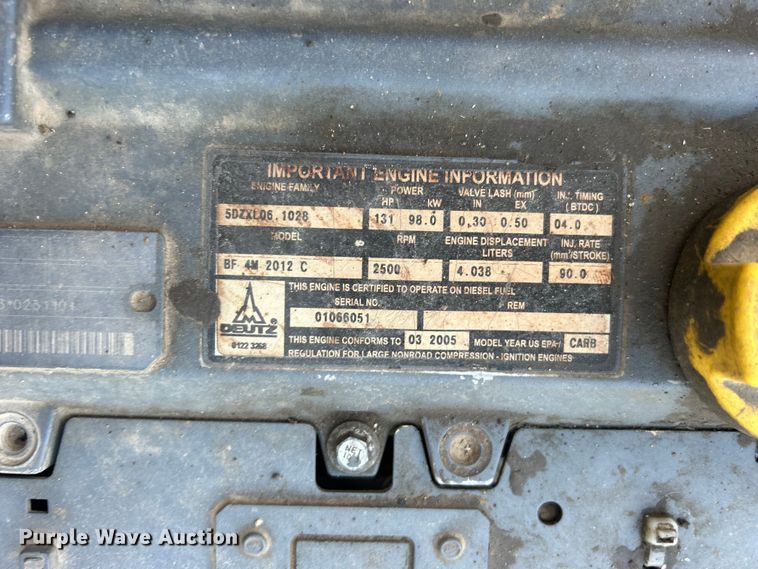 IMPORTANT ENGINE INFORMATION
ENGINE FAMILY POWER VALVE LASH (mm) INJ. TIMING
HP kW IN EX (BTDC)
5DZXL06.1028 131 98.0 0.30 0.50 04.0
MODEL RPM ENGINE DISPLACEMENT INJ. RATE
LITERS (mm³/STROKE)
BF 4M 2012 C 2500 4.038 90.0
THIS ENGINE IS CERTIFIED TO OPERATE ON DIESEL FUEL
SERIAL NO. REM
01066051
DEUTZ
THIS ENGINE CONFORMS TO 03 2005 MODEL YEAR US EPA / CARB
0122 3268
REGULATION FOR LARGE NONROAD COMPRESSION - IGNITION ENGINES
Purple Wave Auction